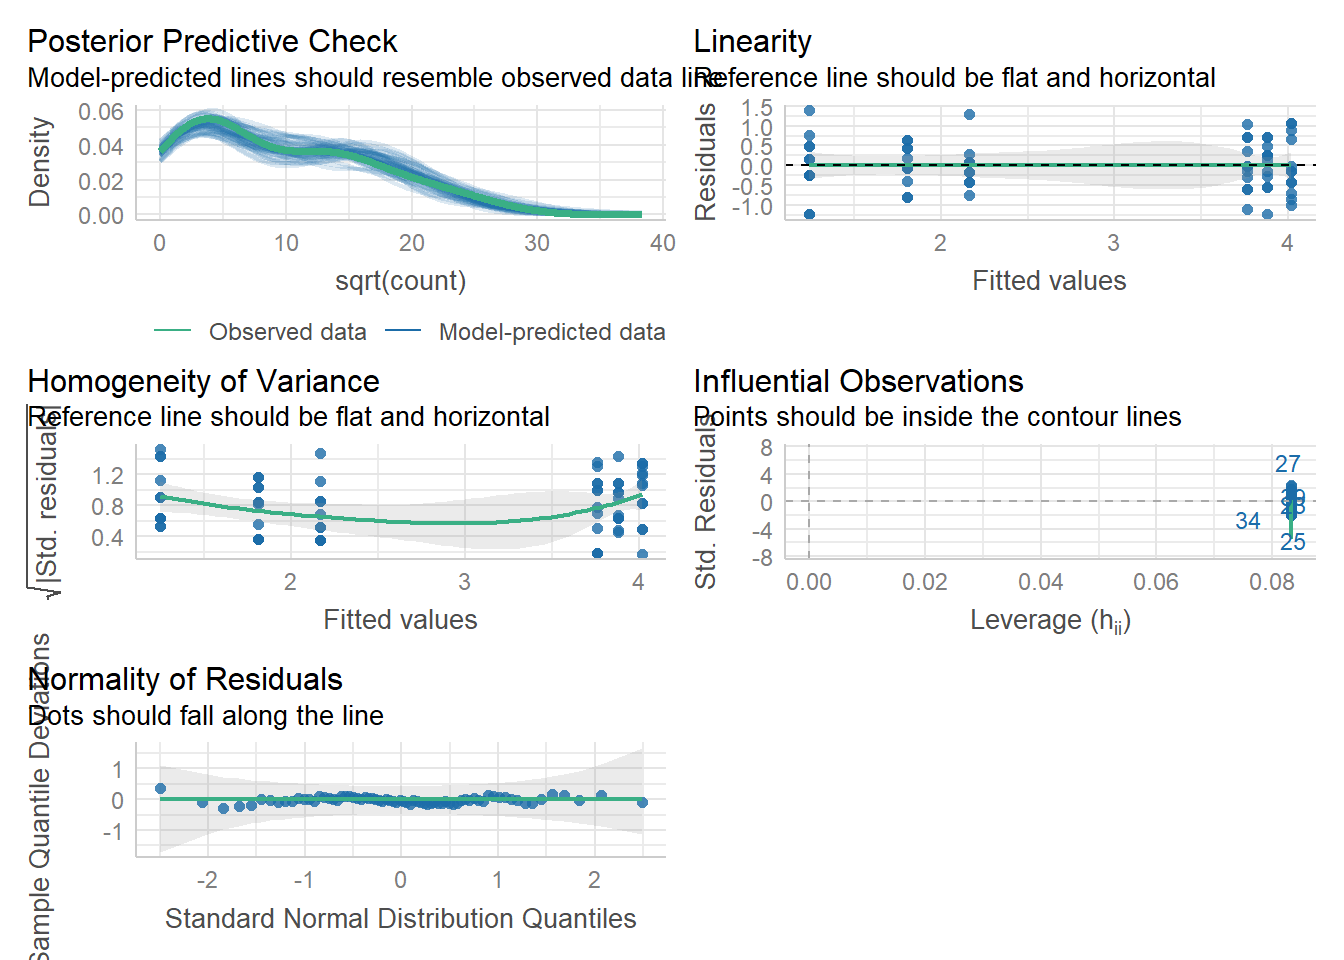 Posterior Predictive Check
Model-predicted lines should resemble observed data line
0.06
0.04
0.02
0.00
Density
0 10 20 30 40
sqrt(count)
Observed data Model-predicted data
Linearity
Reference line should be flat and horizontal
1.5
1.0
0.5
0.0
-0.5
-1.0
Residuals
2 3 4
Fitted values
Homogeneity of Variance
Reference line should be flat and horizontal
1.2
0.8
0.4
√|Std. residuals|
2 3 4
Fitted values
Influential Observations
Points should be inside the contour lines
8
4
0
-4
-8
Std. Residuals
27
34
25
0.00 0.02 0.04 0.06 0.08
Leverage (hii)
Normality of Residuals
Dots should fall along the line
1
0
-1
Sample Quantile Deviations
-2 -1 0 1 2
Standard Normal Distribution Quantiles